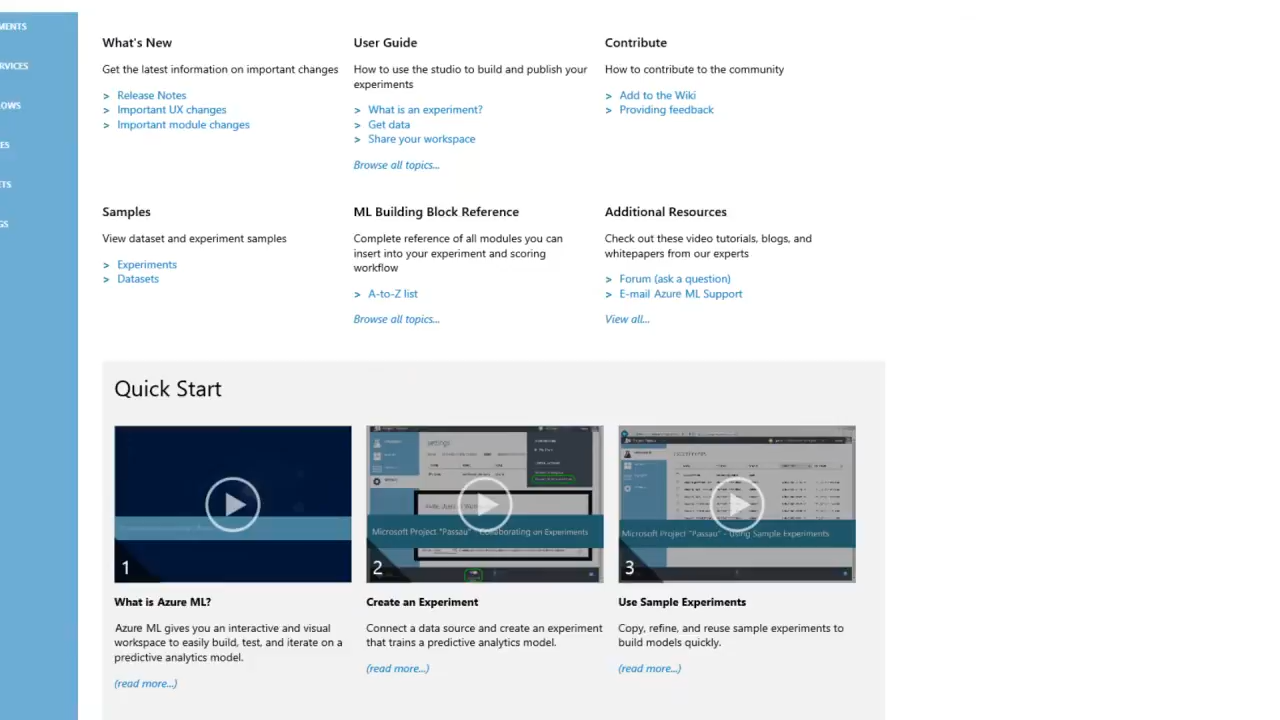 MENTS
RVICES
OWS
ES
ETS
GS
What's New
Get the latest information on important changes
> Release Notes
> Important UX changes
> Important module changes
User Guide
How to use the studio to build and publish your
experiments
> What is an experiment?
> Get data
> Share your workspace
Browse all topics...
Contribute
How to contribute to the community
> Add to the Wiki
> Providing feedback
Samples
View dataset and experiment samples
> Experiments
> Datasets
ML Building Block Reference
Complete reference of all modules you can
insert into your experiment and scoring
workflow
> A-to-Z list
Browse all topics...
Additional Resources
Check out these video tutorials, blogs, and
whitepapers from our experts
> Forum (ask a question)
> E-mail Azure ML Support
View all...
Quick Start
1
What is Azure ML?
Azure ML gives you an interactive and visual
workspace to easily build, test, and iterate on a
predictive analytics model.
(read more...)
settings
Microsoft Project "Passau" - Collaborating on Experiments
2
Create an Experiment
Connect a data source and create an experiment
that trains a predictive analytics model.
(read more...)
Microsoft Project "Passau" - Using Sample Experiments
3
Use Sample Experiments
Copy, refine, and reuse sample experiments to
build models quickly.
(read more...)